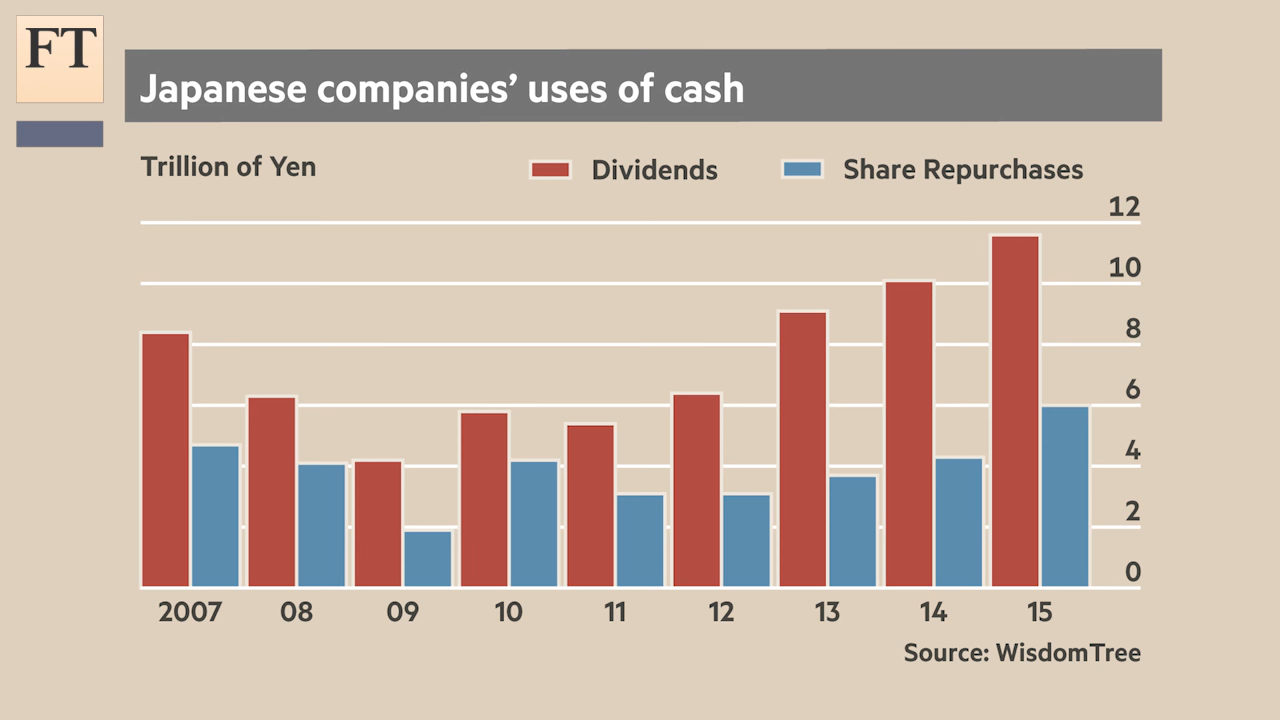 FT
Japanese companies’ uses of cash
Trillion of Yen
Dividends
Share Repurchases
12
10
8
6
4
2
0
2007 08 09 10 11 12 13 14 15
Source: WisdomTree